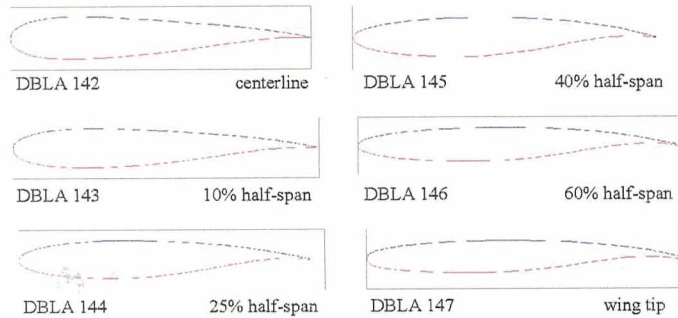 DBLA 142 centerline
DBLA 145 40% half-span
DBLA 143 10% half-span
DBLA 146 60% half-span
DBLA 144 25% half-span
DBLA 147 wing tip